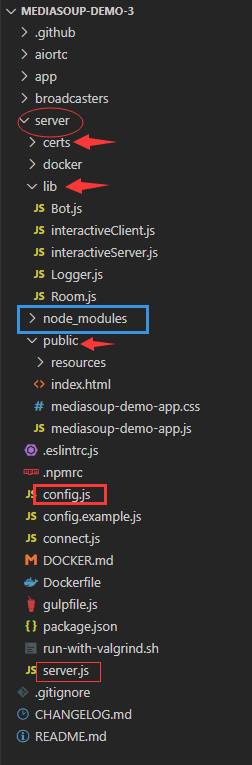 MEDIASOUP-DEMO-3
.github
aiortc
app
broadcasters
server
certs
docker
lib
JS Bot.js
JS interactiveClient.js
JS interactiveServer.js
JS Logger.js
JS Room.js
node_modules
public
resources
<> index.html
# mediasoup-demo-app.css
JS mediasoup-demo-app.js
.eslintrc.js
npm .npmrc
JS config.js
JS config.example.js
JS connect.js
DOCKER.md
Dockerfile
gulpfile.js
{} package.json
run-with-valgrind.sh
JS server.js
.gitignore
CHANGELOG.md
README.md